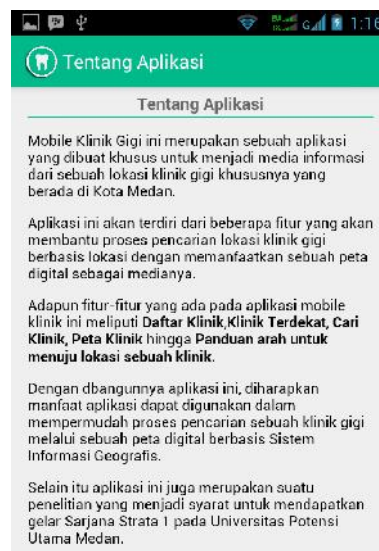 1:16
Tentang Aplikasi
Tentang Aplikasi
Mobile Klinik Gigi ini merupakan sebuah aplikasi
yang dibuat khusus untuk menjadi media informasi
dari sebuah lokasi klinik gigi khususnya yang
berada di Kota Medan.
Aplikasi ini akan terdiri dari beberapa fitur yang akan
membantu proses pencarian lokasi klinik gigi
berbasis lokasi dengan memanfaatkan sebuah peta
digital sebagai medianya.
Adapun fitur-fitur yang ada pada aplikasi mobile
klinik ini meliputi Daftar Klinik,Klinik Terdekat, Cari
Klinik, Peta Klinik hingga Panduan arah untuk
menuju lokasi sebuah klinik.
Dengan dbangunnya aplikasi ini, diharapkan
manfaat aplikasi dapat digunakan dalam
mempermudah proses pencarian sebuah klinik gigi
melalui sebuah peta digital berbasis Sistem
Informasi Geografis.
Selain itu aplikasi ini juga merupakan suatu
penelitian yang menjadi syarat untuk mendapatkan
gelar Sarjana Strata 1 pada Universitas Potensi
Utama Medan.